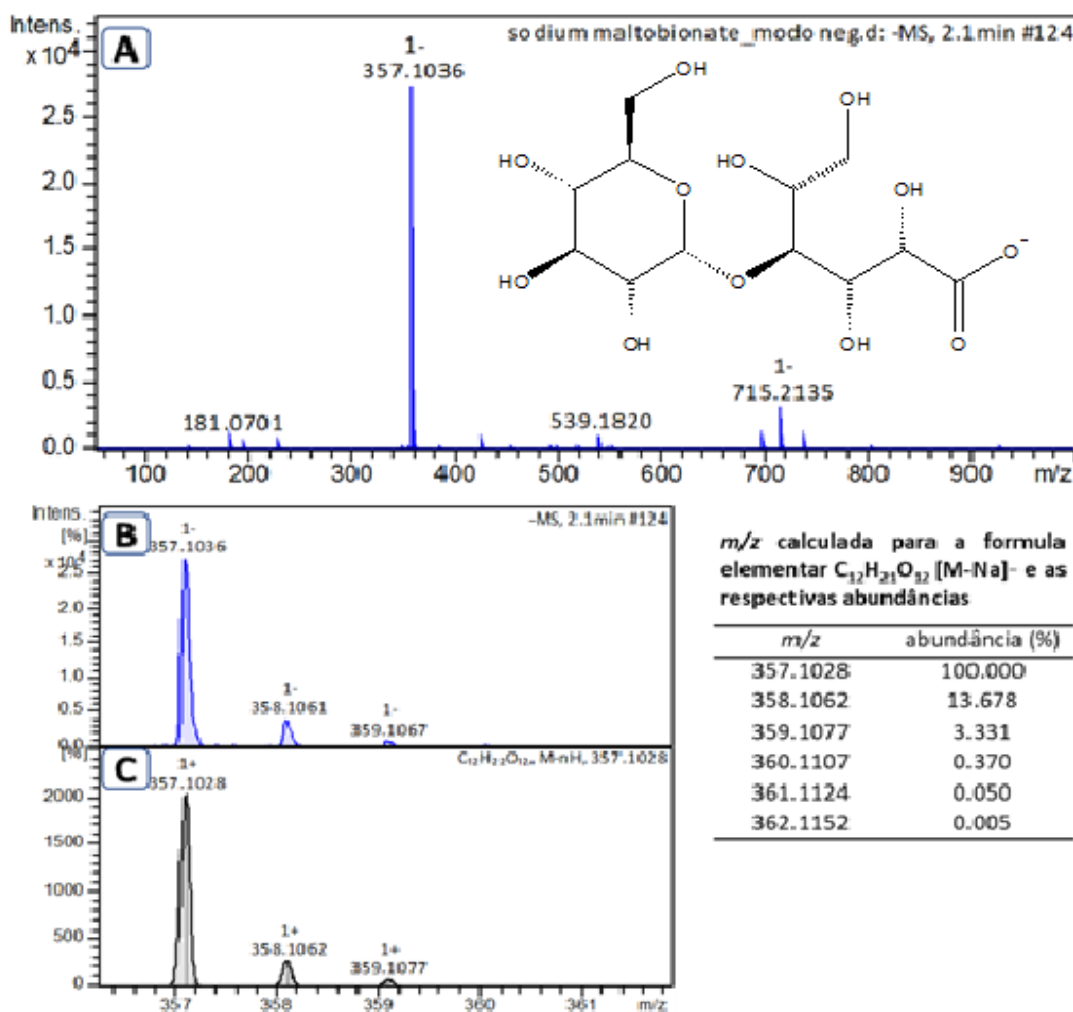 Intens.
x10⁴
A
sodium maltobionate_modo neg.d: -MS, 2.1min #124
1-
357.1036
2.5
2.0
1.5
1.0
0.5
0.0
181.0701
539.1820
1-
715.2135
OH
HO
HO
OH
O
O
HO
OH
OH
OH
O
O⁻
100 200 300 400 500 600 700 800 900 m/z
Intens.
[%]
x10⁴
B
-MS, 2.1min #124
1-
357.1036
2.5
2.0
1.5
1.0
0.5
0.0
1-
358.1061
1-
359.1067
[%]
C
C₁₂H₂₂O₁₂, M-nH, 357.1028
1+
357.1028
2000
1500
1000
500
0
1+
358.1062
1+
359.1077
357 358 359 360 361 m/z
m/z calculada para a formula
elementar C₁₂H₂₁O₁₂ [M-Na]- e as
respectivas abundâncias
m/z abundância (%)
357.1028 100.000
358.1062 13.678
359.1077 3.331
360.1107 0.370
361.1124 0.050
362.1152 0.005